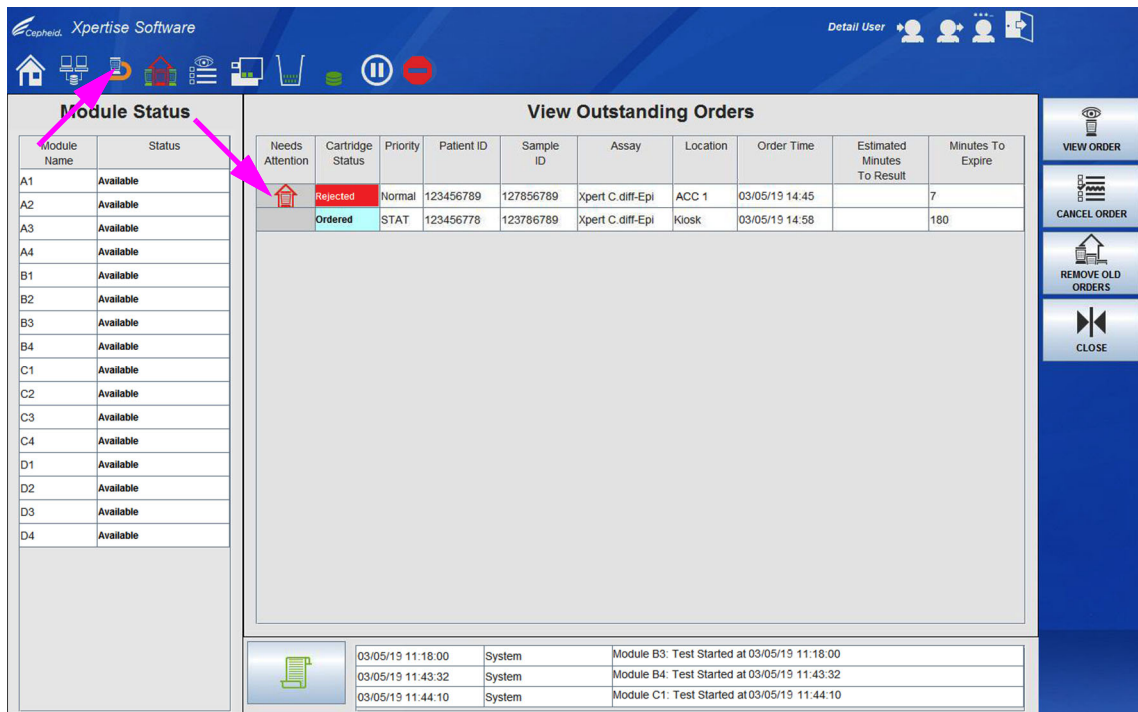 Cepheid. Xpertise Software
Detail User
Module Status
Module Name
Status
A1 Available
A2 Available
A3 Available
A4 Available
B1 Available
B2 Available
B3 Available
B4 Available
C1 Available
C2 Available
C3 Available
C4 Available
D1 Available
D2 Available
D3 Available
D4 Available
View Outstanding Orders
Needs Attention
Cartridge Status
Priority
Patient ID
Sample ID
Assay
Location
Order Time
Estimated Minutes To Result
Minutes To Expire
Rejected Normal 123456789 127856789 Xpert C.diff-Epi ACC 1 03/05/19 14:45 7
Ordered STAT 123456778 123786789 Xpert C.diff-Epi Kiosk 03/05/19 14:58 180
VIEW ORDER
CANCEL ORDER
REMOVE OLD
ORDERS
CLOSE
03/05/19 11:18:00 System Module B3: Test Started at 03/05/19 11:18:00
03/05/19 11:43:32 System Module B4: Test Started at 03/05/19 11:43:32
03/05/19 11:44:10 System Module C1: Test Started at 03/05/19 11:44:10